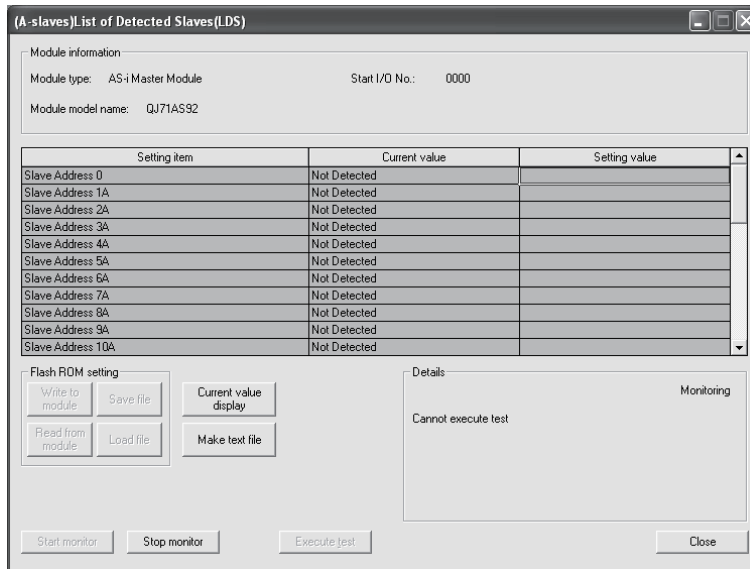 (A-slaves)List of Detected Slaves(LDS)
Module information
Module type: AS-i Master Module Start I/O No.: 0000
Module model name: QJ71AS92
Setting item Current value Setting value
Slave Address 0 Not Detected
Slave Address 1A Not Detected
Slave Address 2A Not Detected
Slave Address 3A Not Detected
Slave Address 4A Not Detected
Slave Address 5A Not Detected
Slave Address 6A Not Detected
Slave Address 7A Not Detected
Slave Address 8A Not Detected
Slave Address 9A Not Detected
Slave Address 10A Not Detected
Flash ROM setting
Write to
module
Save file
Current value
display
Read from
module
Load file
Make text file
Details
Monitoring
Cannot execute test
Start monitor Stop monitor Execute test Close